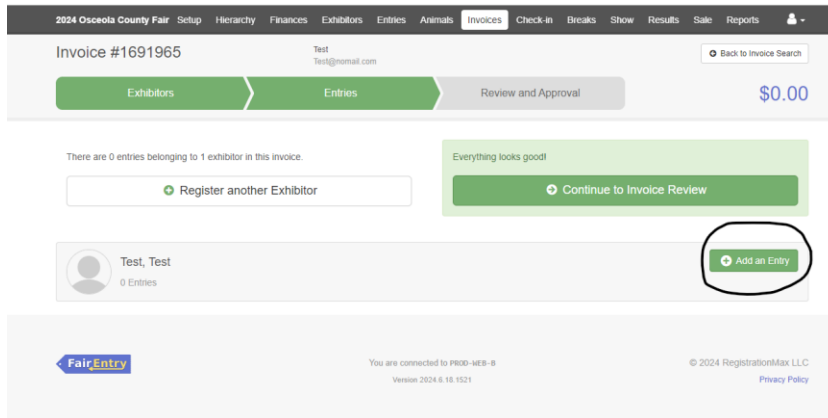 2024 Osceola County Fair Setup Hierarchy Finances Exhibitors Entries Animals Invoices Check-in Breaks Show Results Sale Reports
Invoice #1691965
Test
Test@nomail.com
Back to Invoice Search
Exhibitors
Entries
Review and Approval
$0.00
There are 0 entries belonging to 1 exhibitor in this invoice.
Everything looks good!
Register another Exhibitor
Continue to Invoice Review
Test, Test
0 Entries
Add an Entry
FairEntry
You are connected to PROD-WEB-B
Version 2024.6.18.1521
© 2024 RegistrationMax LLC
Privacy Policy